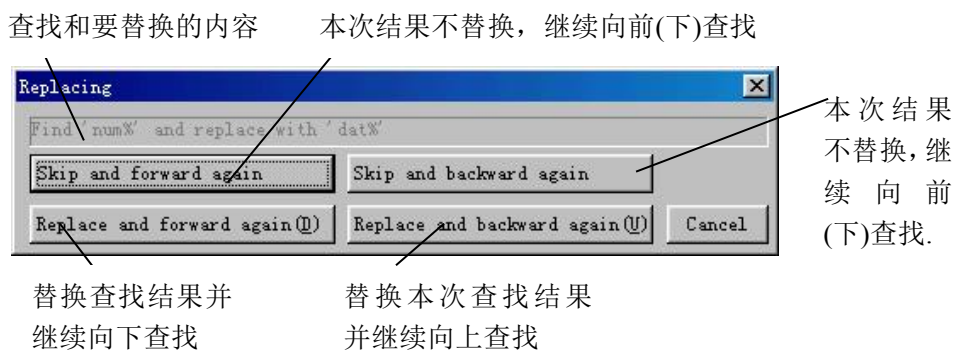 查找和要替换的内容 本次结果不替换，继续向前(下)查找
Replacing
Find 'num%' and replace with 'dat%'
Skip and forward again Skip and backward again
Replace and forward again(D) Replace and backward again(U) Cancel
本次结果
不替换，继
续向前
(下)查找.
替换查找结果并
继续向下查找
替换本次查找结果
并继续向上查找